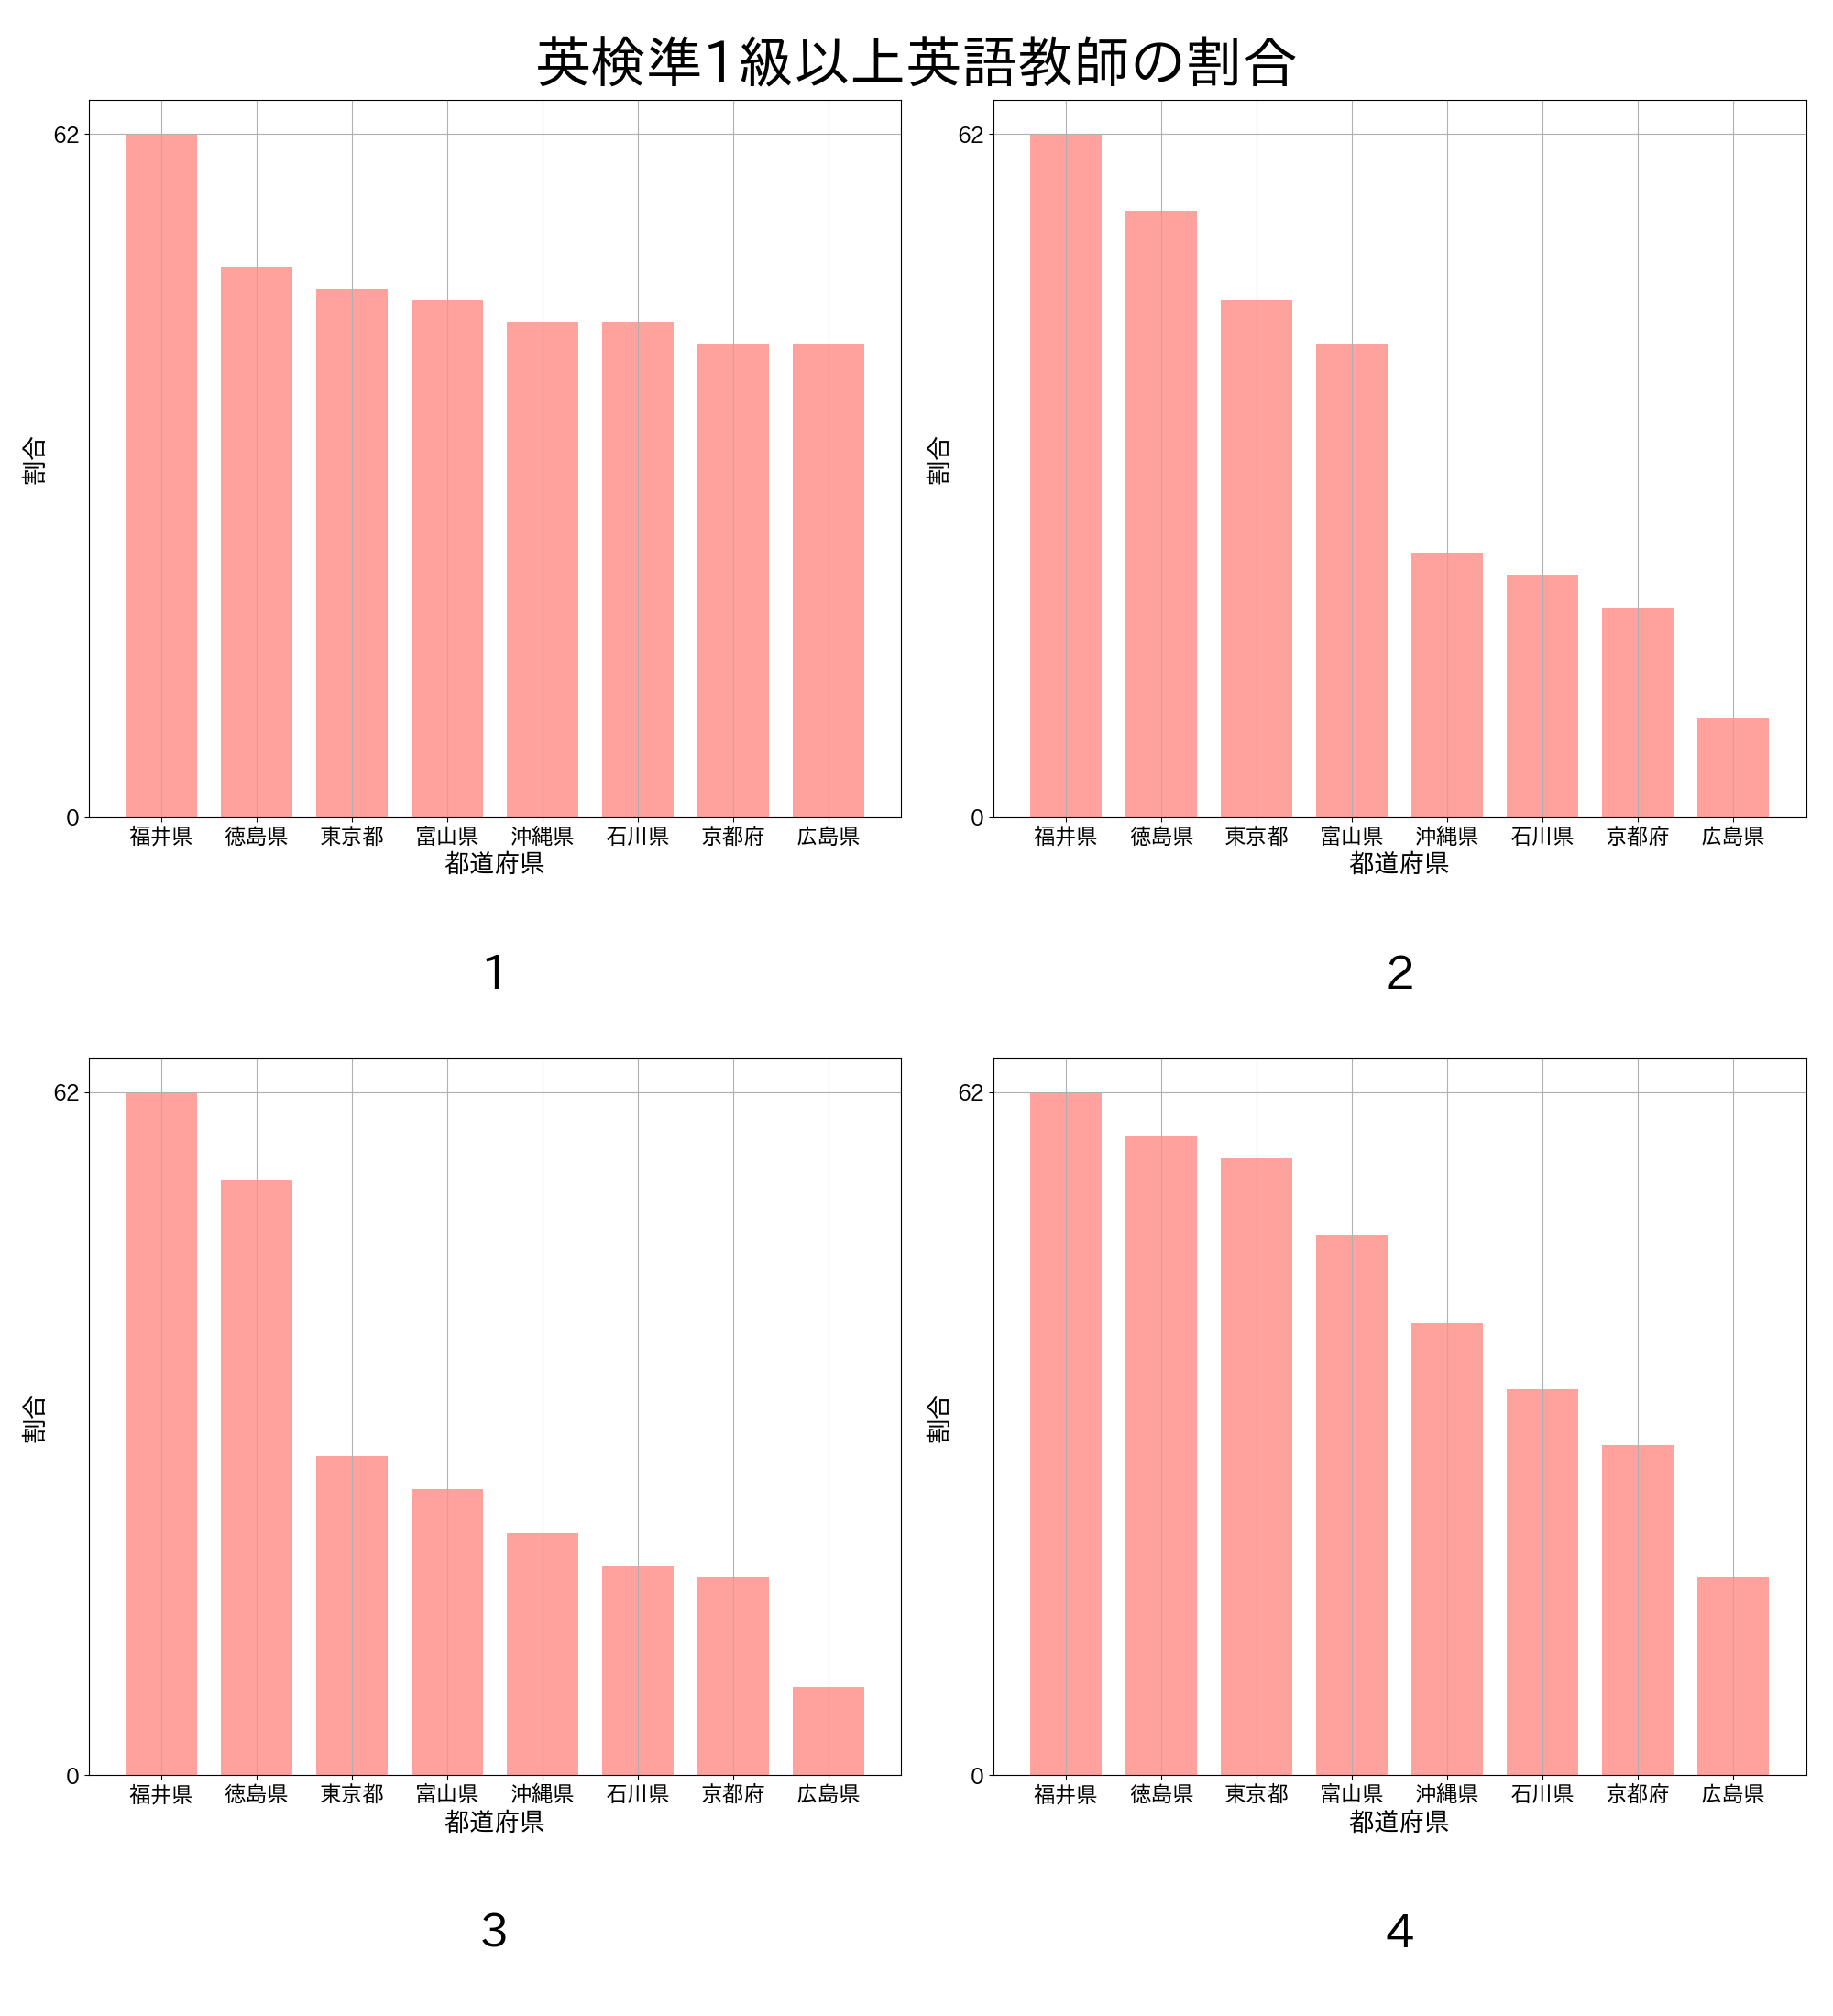 英検準1級以上英語教師の割合
62
0
割合
福井県 徳島県 東京都 富山県 沖縄県 石川県 京都府 広島県
都道府県
1
62
0
割合
福井県 徳島県 東京都 富山県 沖縄県 石川県 京都府 広島県
都道府県
2
62
0
割合
福井県 徳島県 東京都 富山県 沖縄県 石川県 京都府 広島県
都道府県
3
62
0
割合
福井県 徳島県 東京都 富山県 沖縄県 石川県 京都府 広島県
都道府県
4